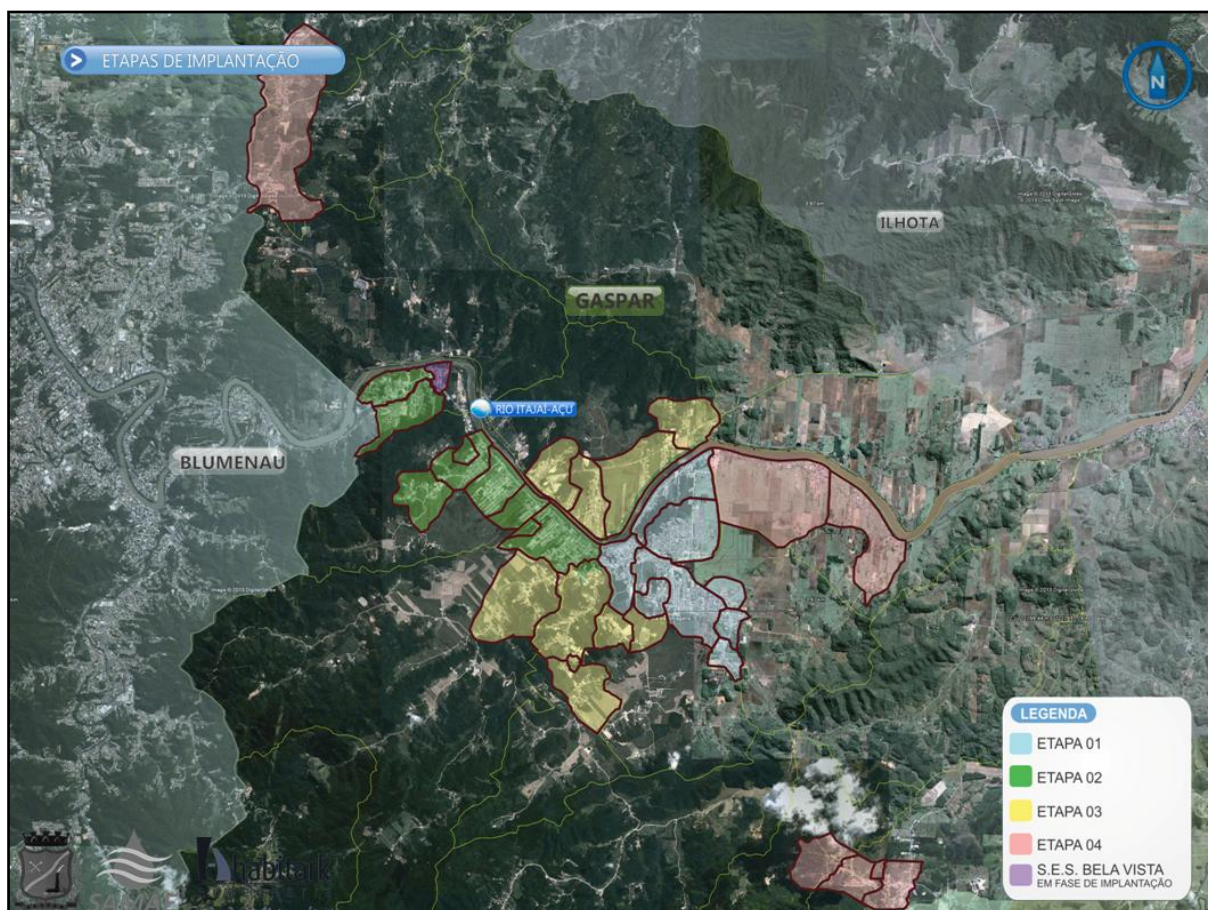 ETAPAS DE IMPLANTAÇÃO
N
ILHOTA
GASPAR
RIO ITAJAÍ-AÇU
BLUMENAU
LEGENDA
ETAPA 01
ETAPA 02
ETAPA 03
ETAPA 04
S.E.S. BELA VISTA
EM FASE DE IMPLANTAÇÃO
SAMAE
habitark